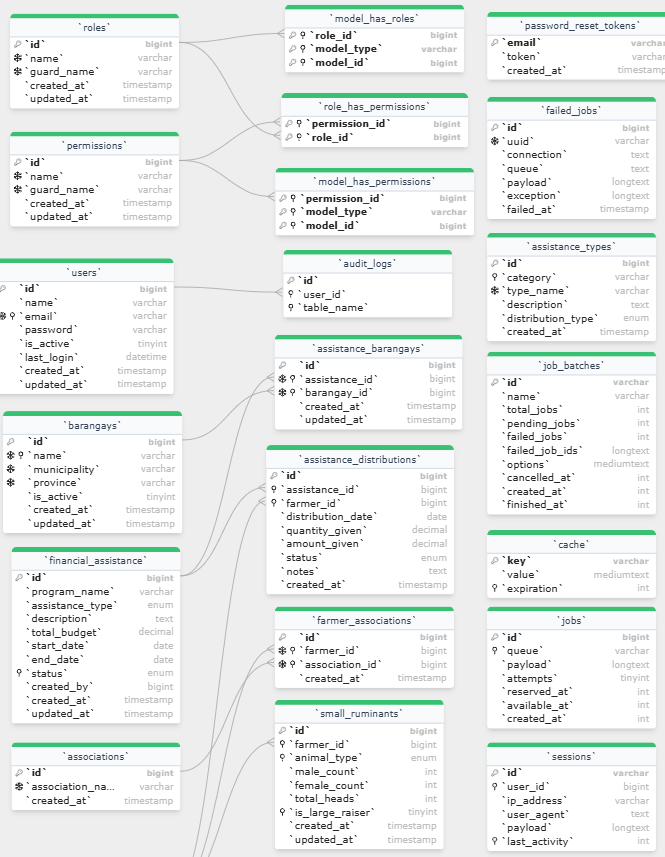 `roles`
`id` bigint
`name` varchar
`guard_name` varchar
`created_at` timestamp
`updated_at` timestamp
`permissions`
`id` bigint
`name` varchar
`guard_name` varchar
`created_at` timestamp
`updated_at` timestamp
`users`
`id` bigint
`name` varchar
`email` varchar
`password` varchar
`is_active` tinyint
`last_login` datetime
`created_at` timestamp
`updated_at` timestamp
`barangays`
`id` bigint
`name` varchar
`municipality` varchar
`province` varchar
`is_active` tinyint
`created_at` timestamp
`updated_at` timestamp
`financial_assistance`
`id` bigint
`program_name` varchar
`assistance_type` enum
`description` text
`total_budget` decimal
`start_date` date
`end_date` date
`status` enum
`created_by` bigint
`created_at` timestamp
`updated_at` timestamp
`associations`
`id` bigint
`association_na... varchar
`created_at` timestamp
`model_has_roles`
`role_id` bigint
`model_type` varchar
`model_id` bigint
`role_has_permissions`
`permission_id` bigint
`role_id` bigint
`model_has_permissions`
`permission_id` bigint
`model_type` varchar
`model_id` bigint
`audit_logs`
`id`
`user_id`
`table_name`
`assistance_barangays`
`id` bigint
`assistance_id` bigint
`barangay_id` bigint
`created_at` timestamp
`updated_at` timestamp
`assistance_distributions`
`id` bigint
`assistance_id` bigint
`farmer_id` bigint
`distribution_date` date
`quantity_given` decimal
`amount_given` decimal
`status` enum
`notes` text
`created_at` timestamp
`farmer_associations`
`id` bigint
`farmer_id` bigint
`association_id` bigint
`created_at` timestamp
`small_ruminants`
`id` bigint
`farmer_id` bigint
`animal_type` enum
`male_count` int
`female_count` int
`total_heads` int
`is_large_raiser` tinyint
`created_at` timestamp
`updated_at` timestamp
`password_reset_tokens`
`email` varchar
`token` varchar
`created_at` timestamp
`failed_jobs`
`id` bigint
`uuid` varchar
`connection` text
`queue` text
`payload` longtext
`exception` longtext
`failed_at` timestamp
`assistance_types`
`id` bigint
`category` varchar
`type_name` varchar
`description` text
`distribution_type` enum
`created_at` timestamp
`job_batches`
`id` varchar
`name` varchar
`total_jobs` int
`pending_jobs` int
`failed_jobs` int
`failed_job_ids` longtext
`options` mediumtext
`cancelled_at` int
`created_at` int
`finished_at` int
`cache`
`key` varchar
`value` mediumtext
`expiration` int
`jobs`
`id` bigint
`queue` varchar
`payload` longtext
`attempts` tinyint
`reserved_at` int
`available_at` int
`created_at` int
`sessions`
`id` varchar
`user_id` bigint
`ip_address` varchar
`user_agent` text
`payload` longtext
`last_activity` int